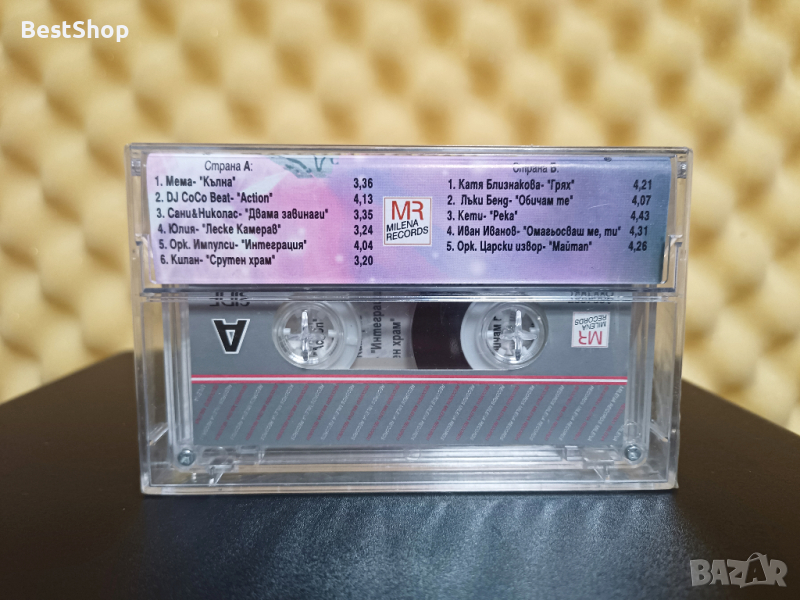 BestShop
Страна А:
1. Мема- "Кълна" 3,36
2. DJ CoCo Beat- "Action" 4,13
3. Сани&Николас- "Двама завинаги" 3,35
4. Юлия- "Леске Камерав" 3,24
5. Орк. Импулси- "Интеграция" 4,04
6. Килан- "Срутен храм" 3,20
MR
MILENA
RECORDS
Страна Б:
1. Катя Близнакова- "Грях" 4,21
2. Лъки Бенд- "Обичам те" 4,07
3. Кети- "Река" 4,43
4. Иван Иванов- "Омагьосваш ме, ти" 4,31
5. Орк. Царски извор- "Майтап" 4,26
A
"Интеграц
ен храм"
MR
MILENA
RECORDS
BAZAR